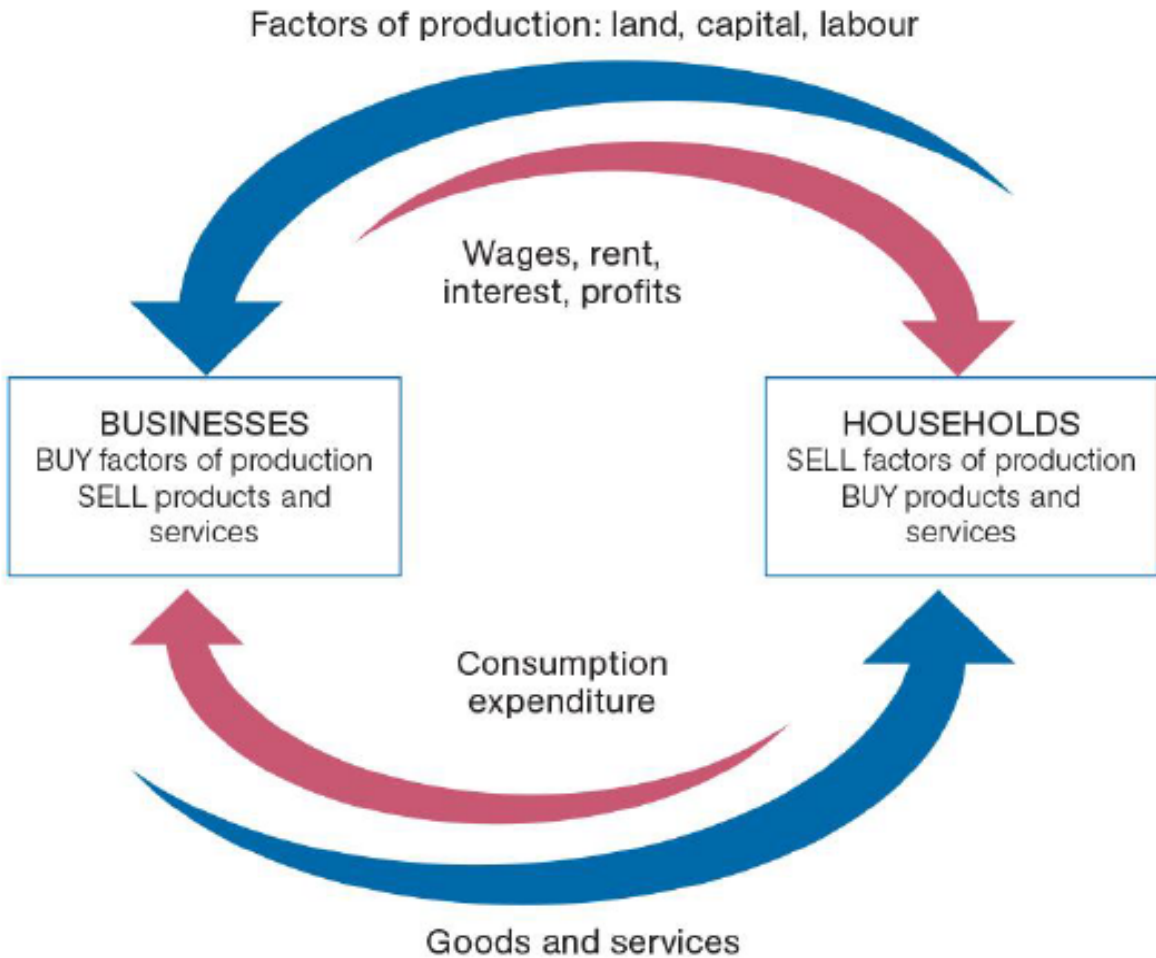 Factors of production: land, capital, labour
Wages, rent,
interest, profits
BUSINESSES
BUY factors of production
SELL products and
services
HOUSEHOLDS
SELL factors of production
BUY products and
services
Consumption
expenditure
Goods and services